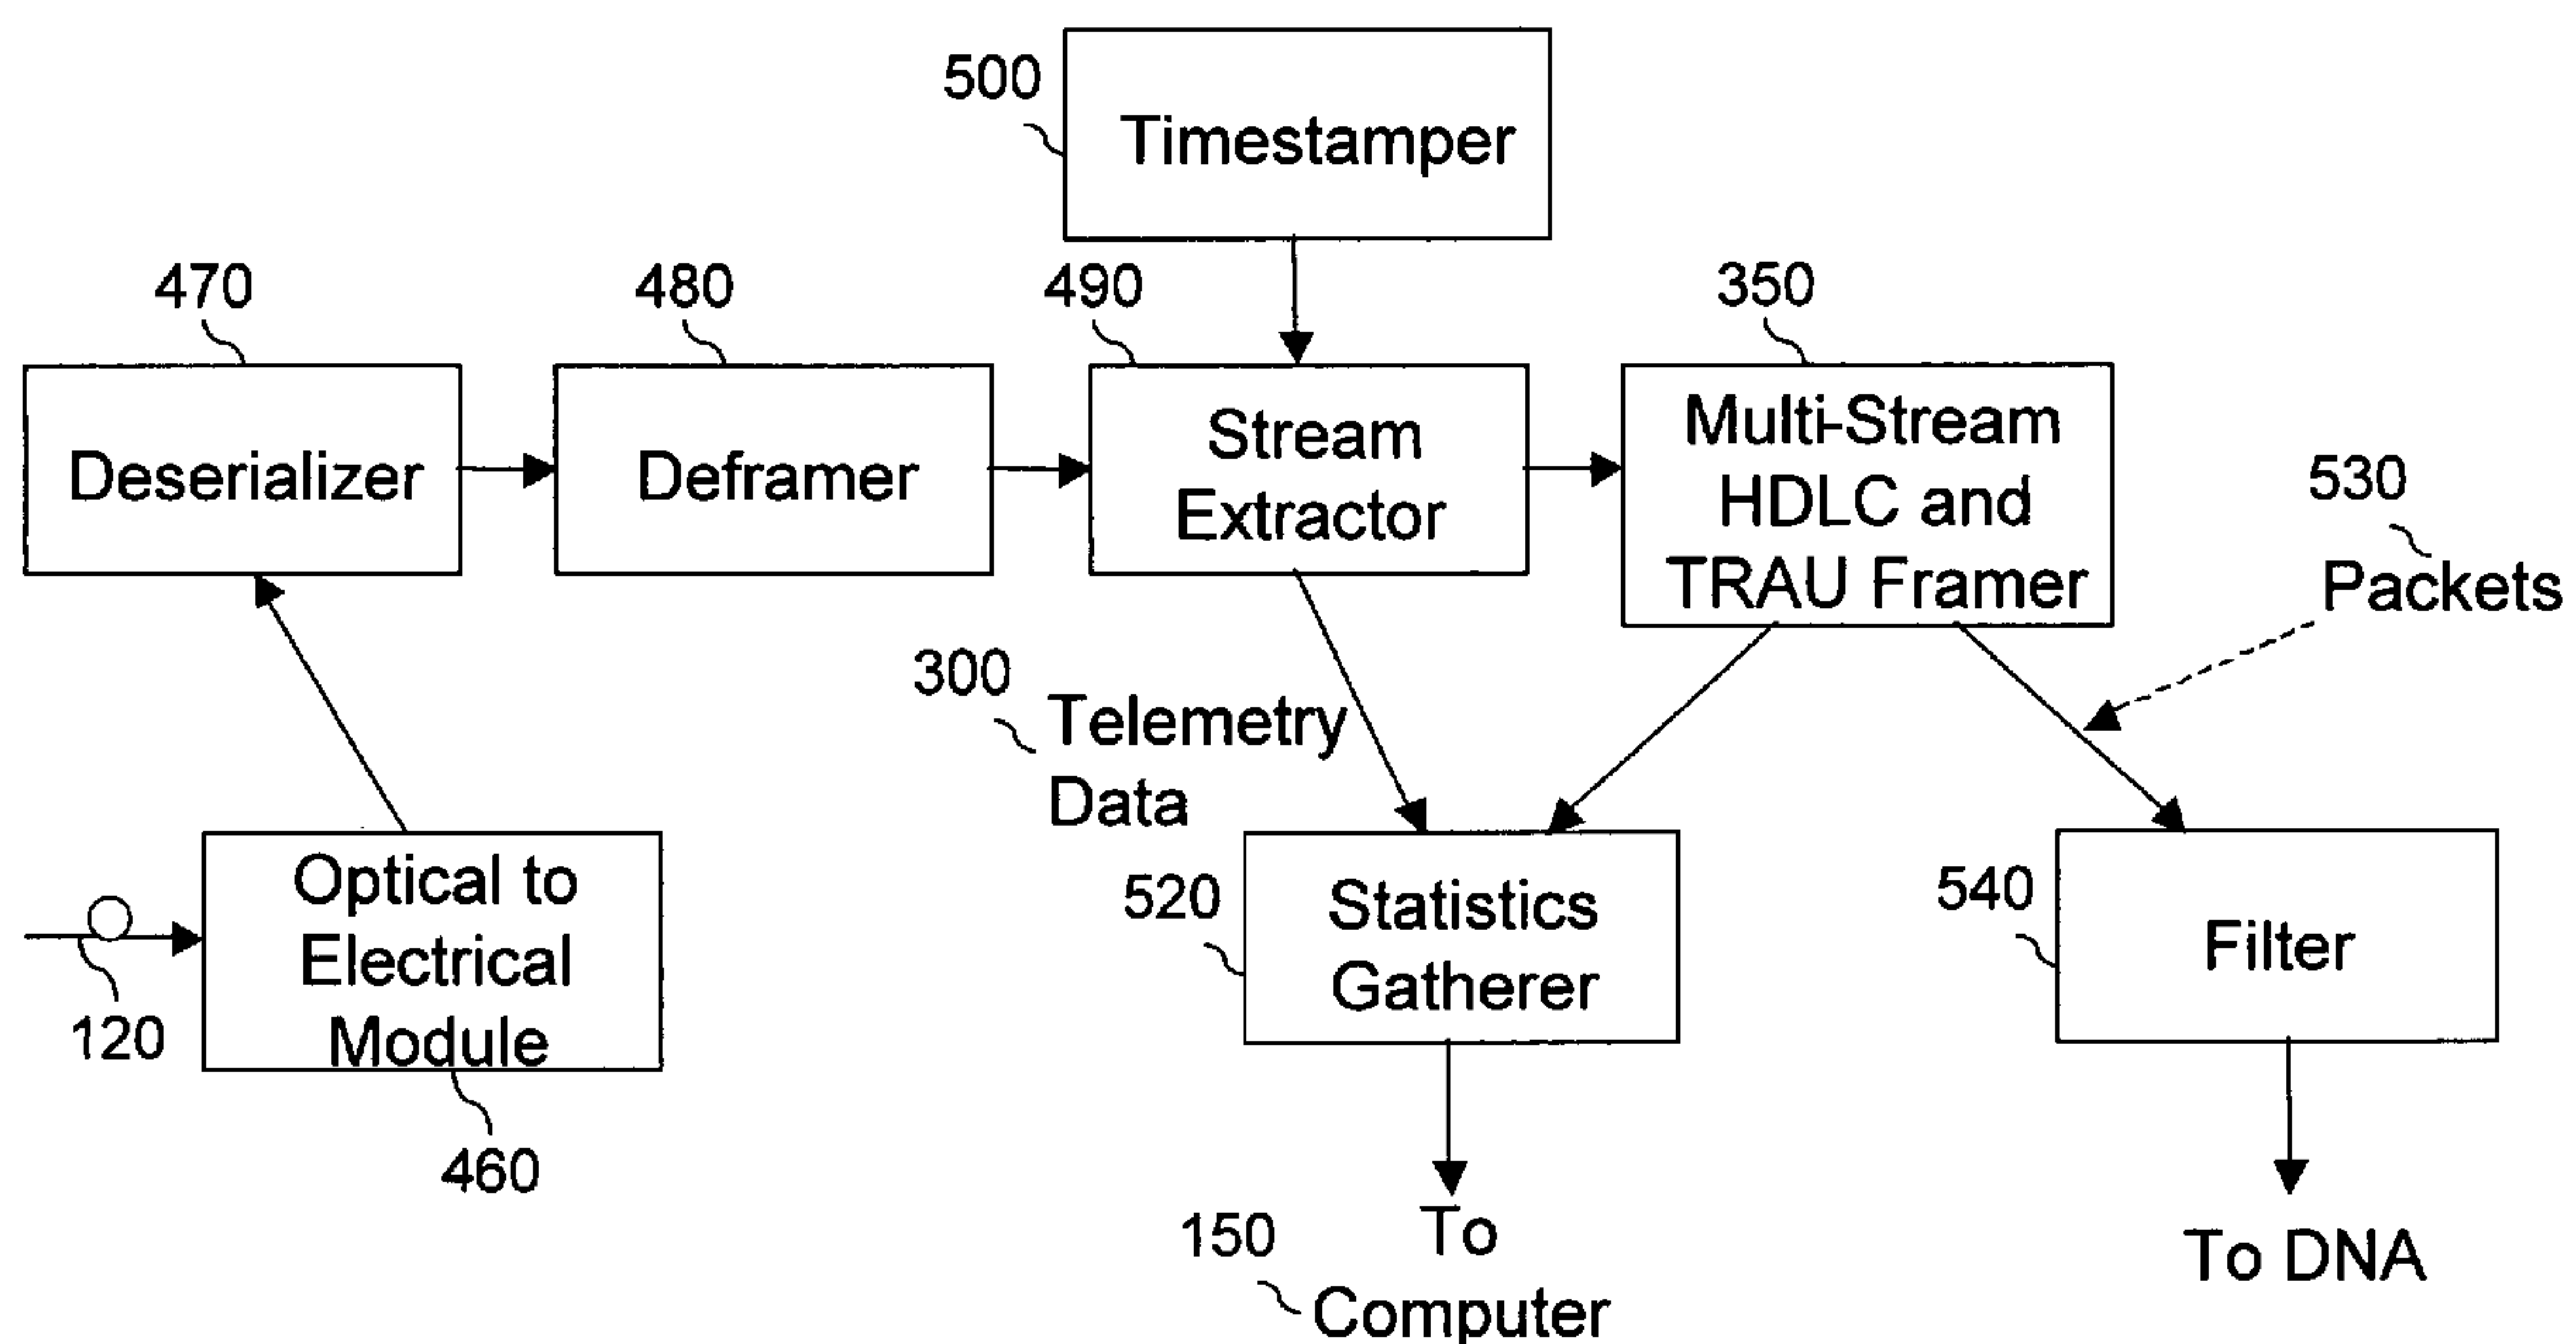 500
Timestamper
470
480
490
350
Deserializer
Deframer
Stream
Extractor
Multi-Stream
HDLC and
TRAU Framer
530
Packets
300
Telemetry
Data
Optical to
Electrical
Module
120
460
520
Statistics
Gatherer
540
Filter
150
To
Computer
To DNA